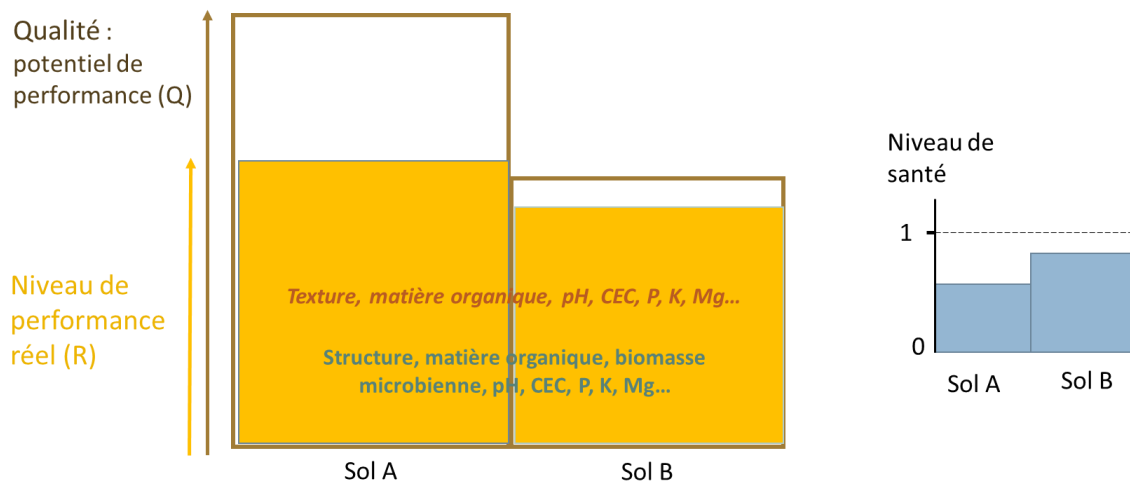 Qualité :
potentiel de
performance (Q)
Niveau de
performance
réel (R)
Texture, matière organique, pH, CEC, P, K, Mg…
Structure, matière organique, biomasse
microbienne, pH, CEC, P, K, Mg…
Sol A
Sol B
Niveau de
santé
1
0
Sol A
Sol B